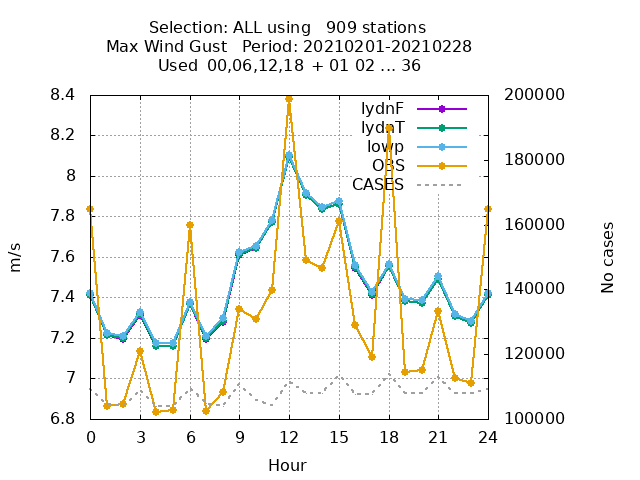 Selection: ALL using   909 stations
Max Wind Gust   Period: 20210201-20210228
Used  00,06,12,18 + 01 02 ... 36
8.4
8.2
8
7.8
7.6
7.4
7.2
7
6.8
m/s
200000
180000
160000
140000
120000
100000
No cases
lydnF
lydnT
lowp
OBS
CASES
0 3 6 9 12 15 18 21 24
Hour